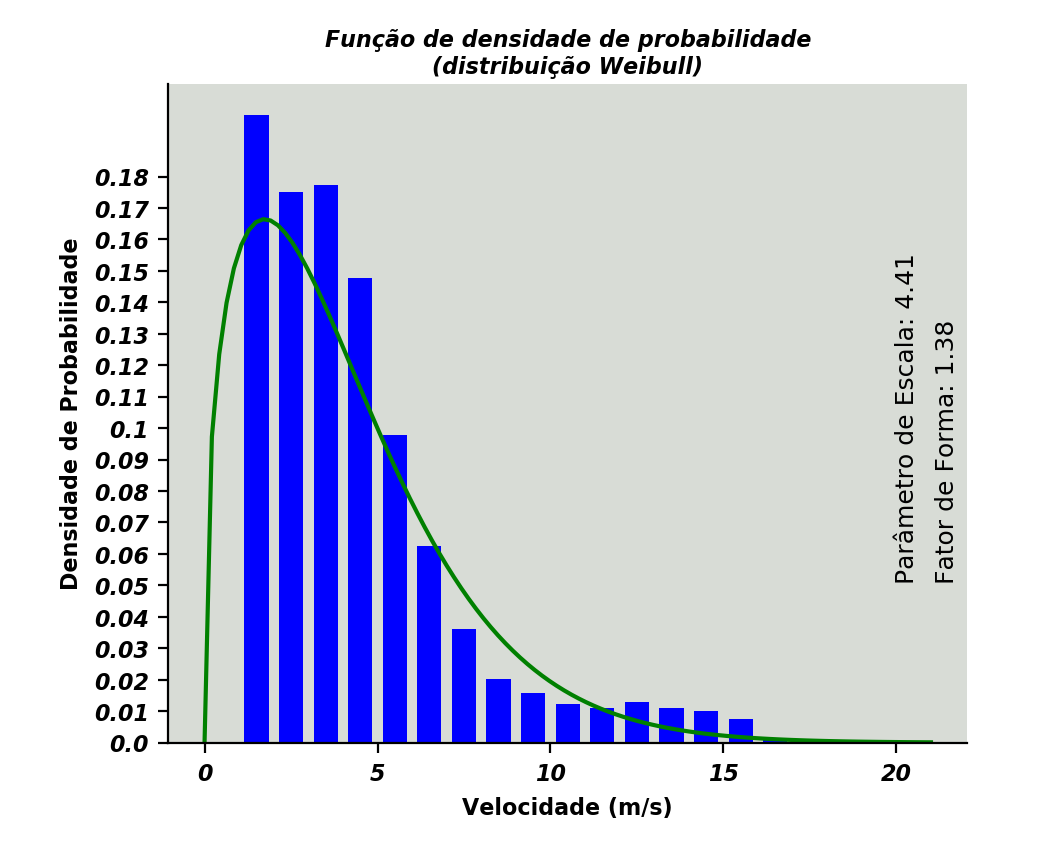 Função de densidade de probabilidade
(distribuição Weibull)
Densidade de Probabilidade
0.18
0.17
0.16
0.15
0.14
0.13
0.12
0.11
0.1
0.09
0.08
0.07
0.06
0.05
0.04
0.03
0.02
0.01
0.0
Parâmetro de Escala: 4.41
Fator de Forma: 1.38
0 5 10 15 20
Velocidade (m/s)